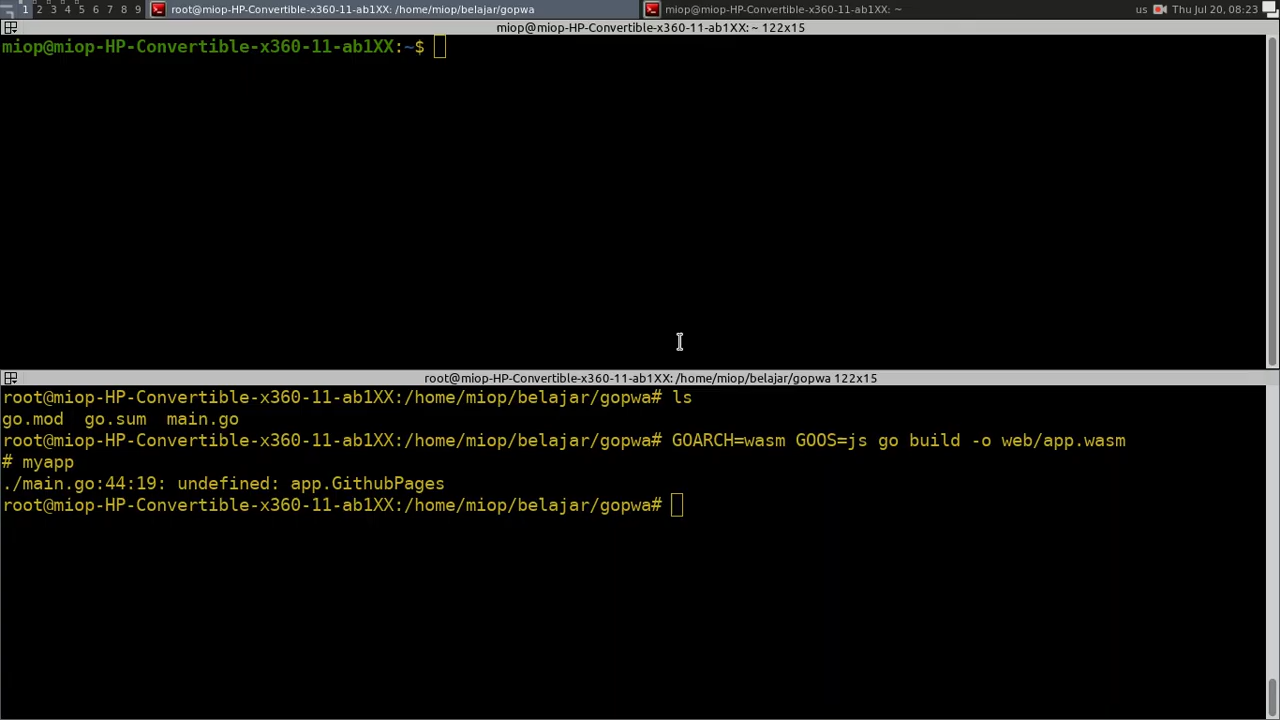 1 2 3 4 5 6 7 8 9 root@miop-HP-Convertible-x360-11-ab1XX: /home/miop/belajar/gopwa miop@miop-HP-Convertible-x360-11-ab1XX: ~ us Thu Jul 20, 08:23
miop@miop-HP-Convertible-x360-11-ab1XX: ~ 122x15
miop@miop-HP-Convertible-x360-11-ab1XX:~$
root@miop-HP-Convertible-x360-11-ab1XX: /home/miop/belajar/gopwa 122x15
root@miop-HP-Convertible-x360-11-ab1XX:/home/miop/belajar/gopwa# ls
go.mod  go.sum  main.go
root@miop-HP-Convertible-x360-11-ab1XX:/home/miop/belajar/gopwa# GOARCH=wasm GOOS=js go build -o web/app.wasm
# myapp
./main.go:44:19: undefined: app.GithubPages
root@miop-HP-Convertible-x360-11-ab1XX:/home/miop/belajar/gopwa#